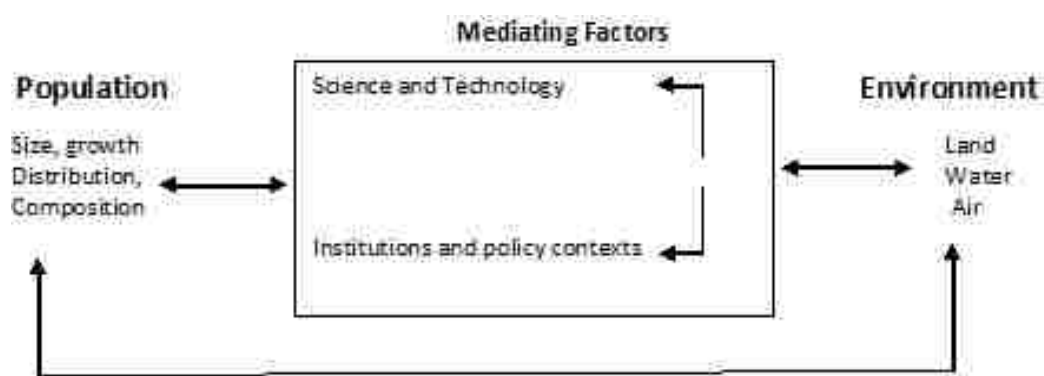 Mediating Factors
Population
Size, growth
Distribution,
Composition
Science and Technology
Institutions and policy contexts
Environment
Land
Water
Air